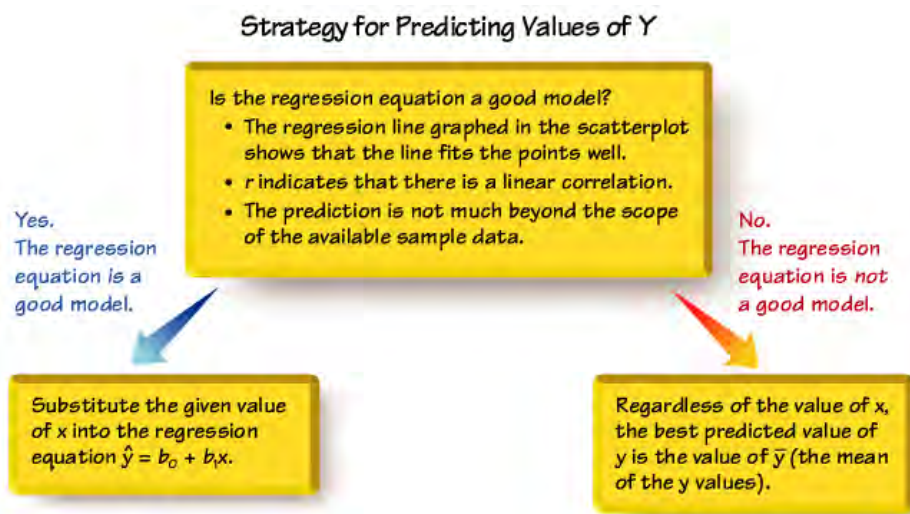 Strategy for Predicting Values of Y
Is the regression equation a good model?
• The regression line graphed in the scatterplot
shows that the line fits the points well.
• r indicates that there is a linear correlation.
• The prediction is not much beyond the scope
of the available sample data.
Yes.
The regression
equation is a
good model.
No.
The regression
equation is not
a good model.
Substitute the given value
of x into the regression
equation ŷ = b₀ + b₁x.
Regardless of the value of x,
the best predicted value of
y is the value of ȳ (the mean
of the y values).